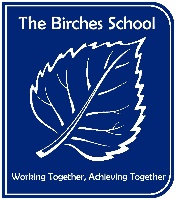 The Birches School
Working Together, Achieving Together